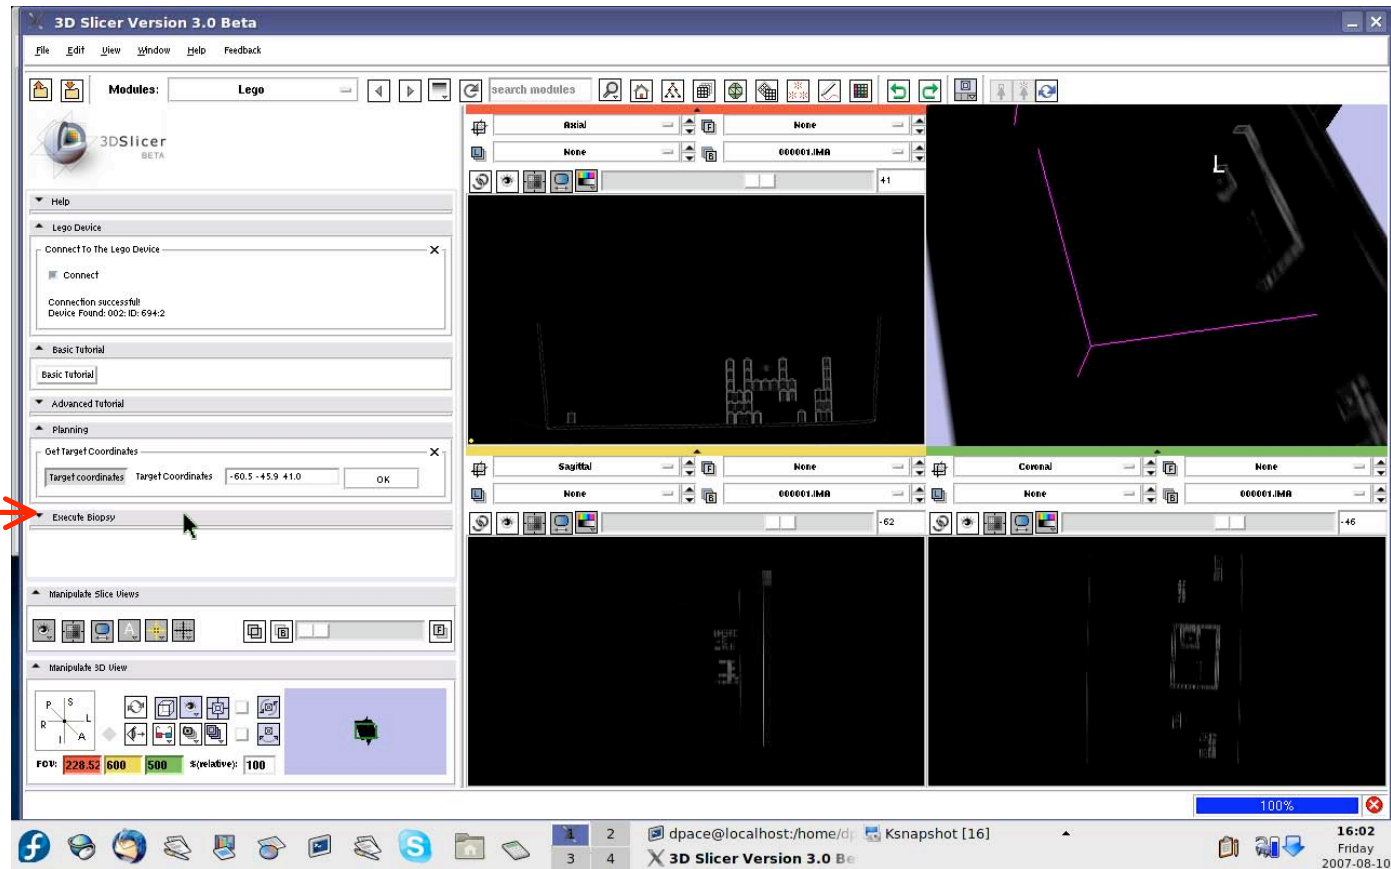 3D Slicer Version 3.0 Beta
File Edit View Window Help Feedback
Modules: Lego search modules
3DSlicer
BETA
Help
Lego Device
Connect To The Lego Device
Connect
Connection successful!
Device Found: 002: ID: 694:2
Basic Tutorial
Basic Tutorial
Advanced Tutorial
Planning
Get Target Coordinates
Target coordinates Target Coordinates -60.5 -45.9 41.0 OK
Execute Biopsy
Manipulate Slice Views
A B F
Manipulate 3D View
P S
R L
I A
FOV: 228.52 600 500 %(relative): 100
Axial F None
L None B 000001.IMA
41
L
Sagittal F None
L None B 000001.IMA
-62
Coronal F None
L None B 000001.IMA
-46
100%
1 2
3 4
dpace@localhost:/home/dp
Ksnapshot [16]
3D Slicer Version 3.0 Be
16:02
Friday
2007-08-10